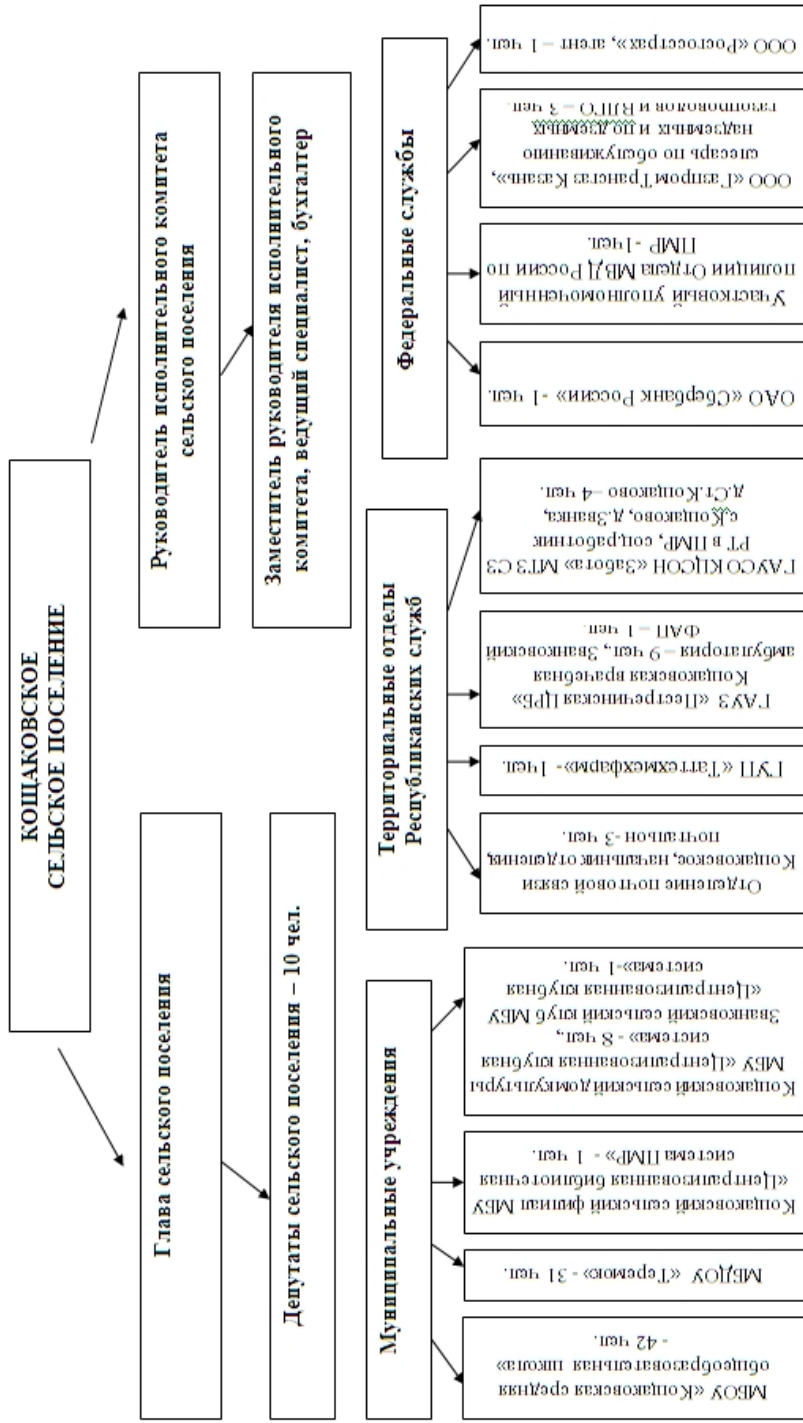 КОЩАКОВСКОЕ
СЕЛЬСКОЕ ПОСЕЛЕНИЕ
Глава сельского поселения
Руководитель исполнительного комитета
сельского поселения
Депутаты сельского поселения – 10 чел.
Заместитель руководителя исполнительного
комитета, ведущий специалист, бухгалтер
Муниципальные учреждения
Территориальные отделы
Республиканских служб
Федеральные службы
МБОУ «Кощаковская средняя
общеобразовательная школа»
- 42 чел.
МБДОУ «Теремок» - 31 чел.
Кощаковский сельский филиал МБУ
«Централизованная библиотечная
система ПМР» - 1 чел.
Кощаковский сельский дом культуры
МБУ «Централизованная клубная
система» - 8 чел.,
Званковский сельский клуб МБУ
«Централизованная клубная
система»-1 чел.
Отделение почтовой связи
Кощаковское, начальник отделения,
почтальон -3 чел.
ГУП «Таттехмехфарм»- 1чел.
ГАУЗ «Пестречинская ЦРБ»
Кощаковская врачебная
амбулатория – 9 чел., Званковский
ФАП – 1 чел.
ГАУСО КЦСОН «Забота» МТЗ СЗ
РТ в ПМР, соц.работник
с.Кощаково, д.Званка,
д.Ст.Кощаково –4 чел.
ОАО «Сбербанк России» -1 чел.
Участковый уполномоченный
полиции Отдела МВД России по
ПМР -1чел.
ООО «Газпром Трансгаз Казань»,
слесарь по обслуживанию
надземных и подземных
газопроводов и ВДГО – 3 чел.
ООО «Росгосстрах», агент – 1 чел.